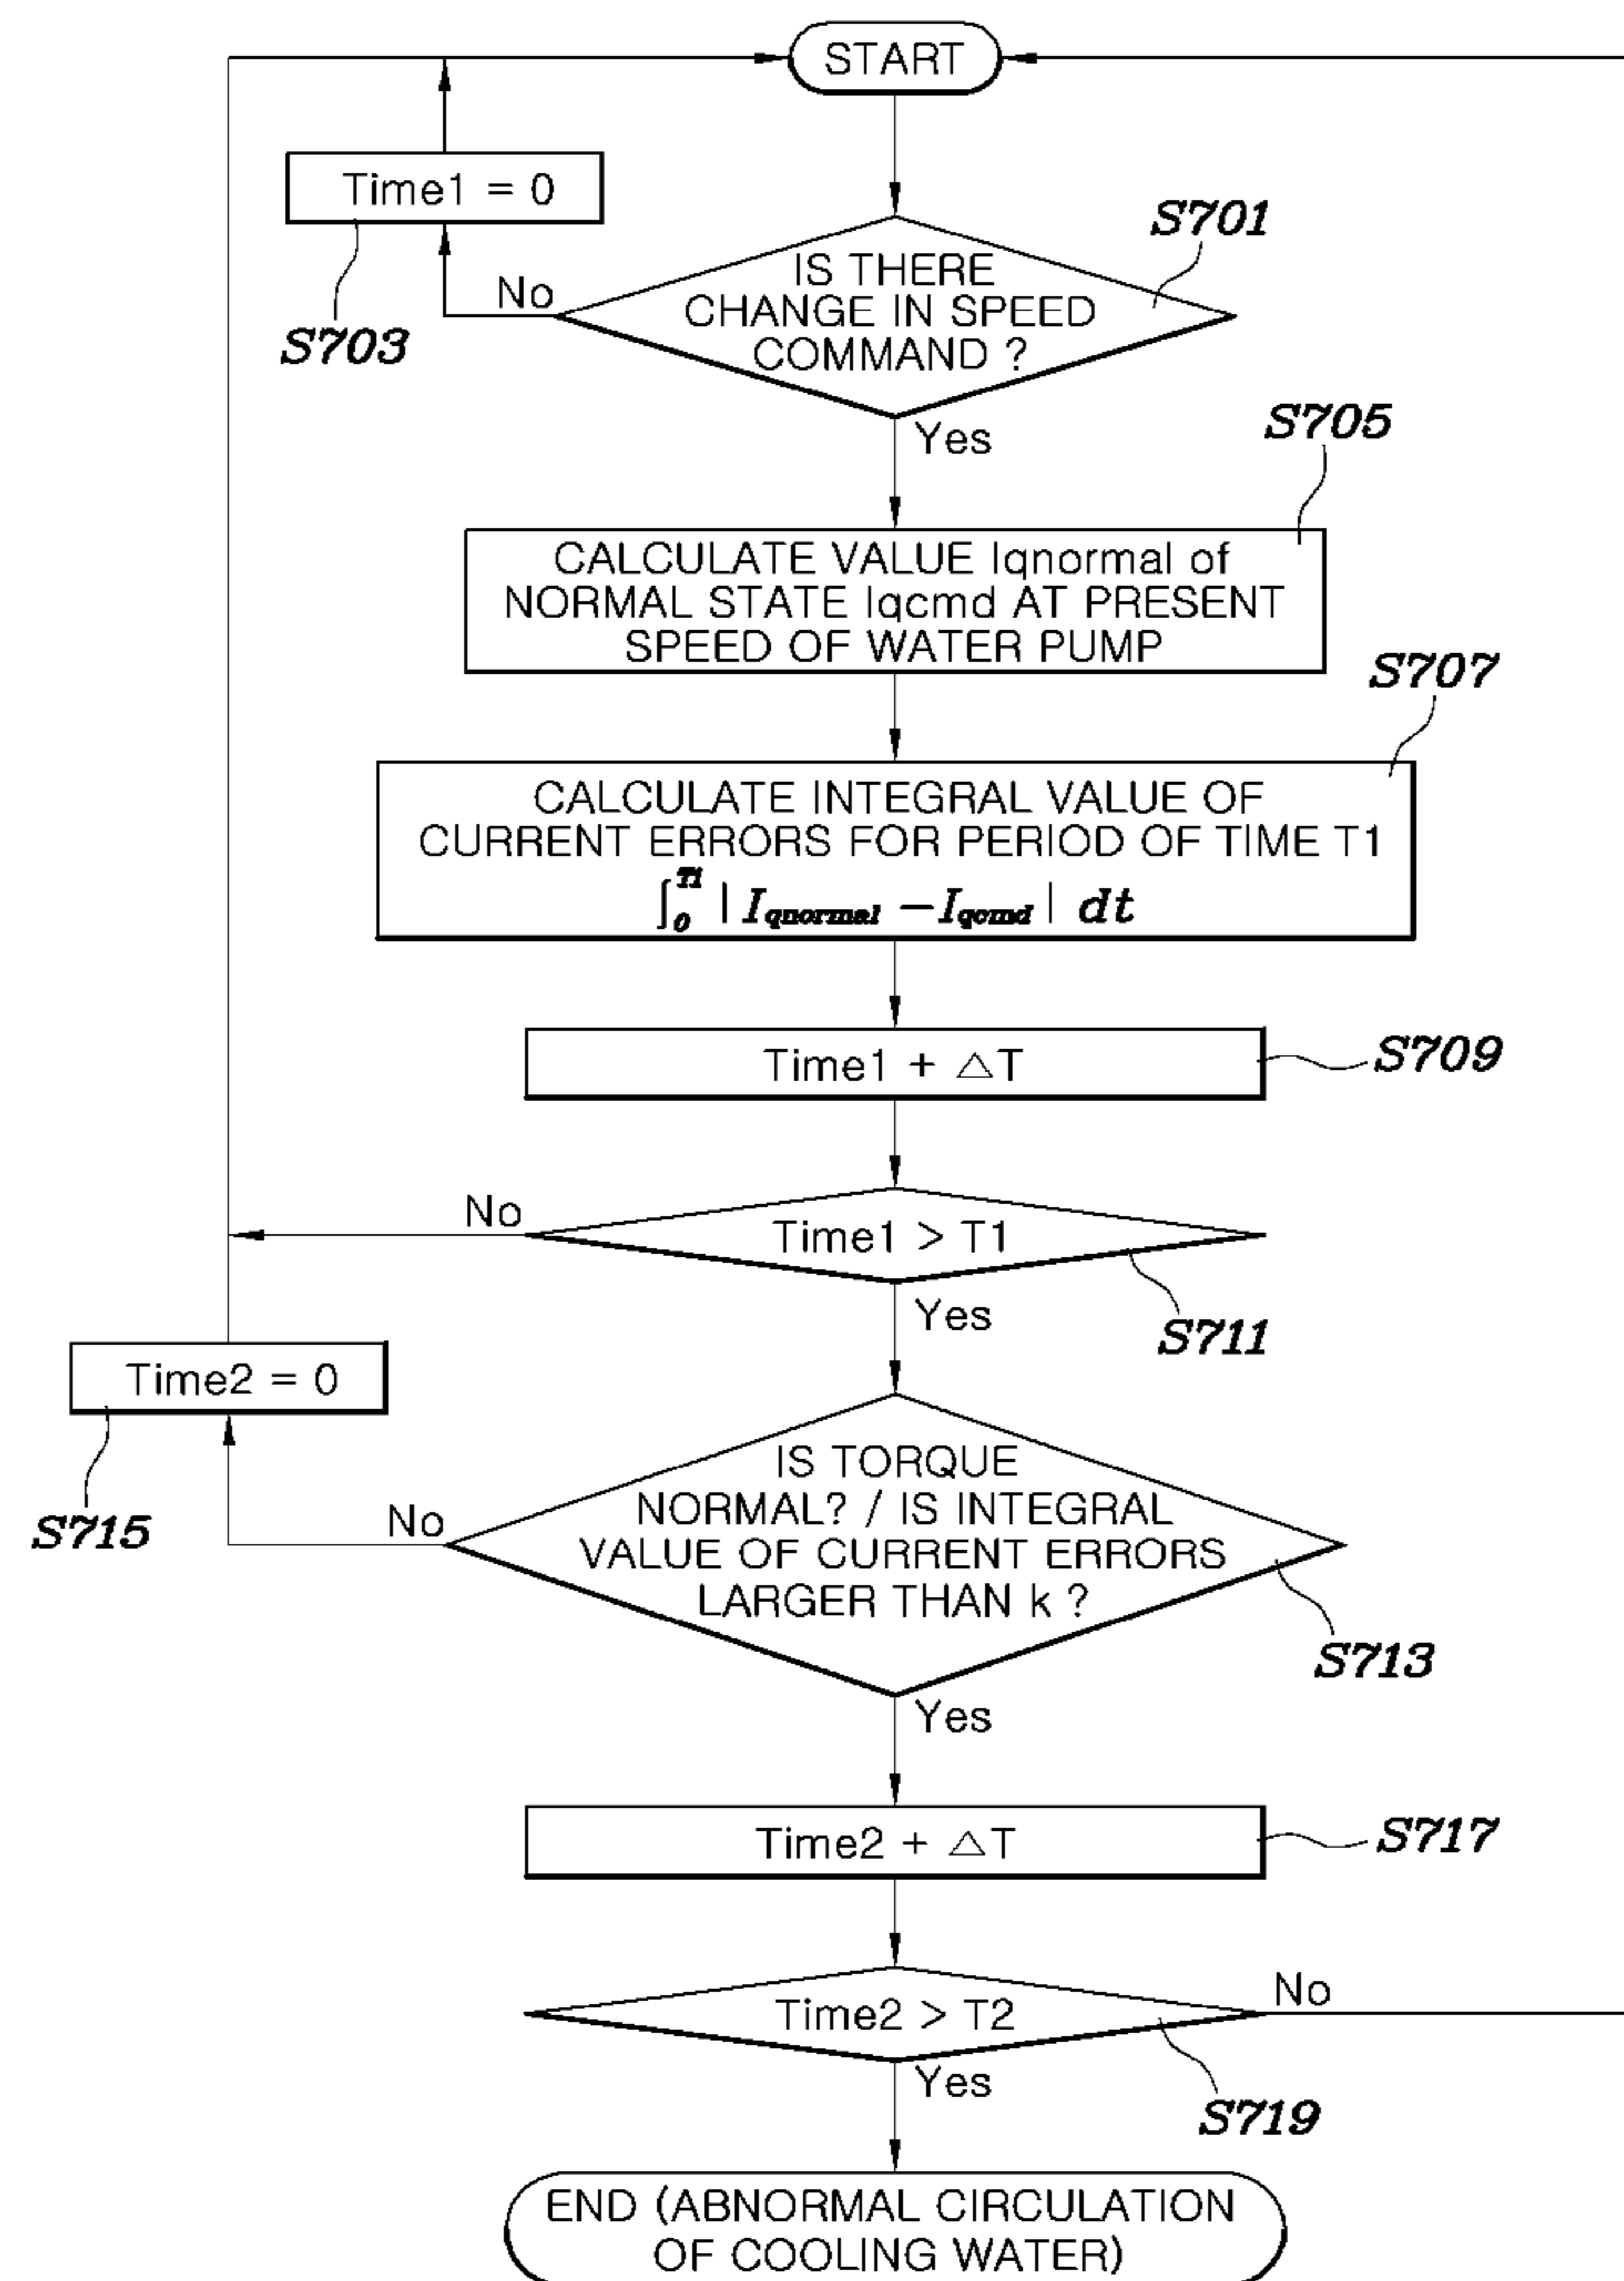 START
Time1 = 0
S701
IS THERE
CHANGE IN SPEED
COMMAND ?
No
S703
Yes
S705
CALCULATE VALUE Iqnormal of
NORMAL STATE Iqcmd AT PRESENT
SPEED OF WATER PUMP
S707
CALCULATE INTEGRAL VALUE OF
CURRENT ERRORS FOR PERIOD OF TIME T1
∫₀ᵀ¹ | Iqnormal − Iqcmd | dt
Time1 + △T
S709
No
Time1 > T1
Yes
S711
Time2 = 0
IS TORQUE
NORMAL? / IS INTEGRAL
VALUE OF CURRENT ERRORS
LARGER THAN k ?
No
S715
S713
Yes
Time2 + △T
S717
No
Time2 > T2
Yes
S719
END (ABNORMAL CIRCULATION
OF COOLING WATER)